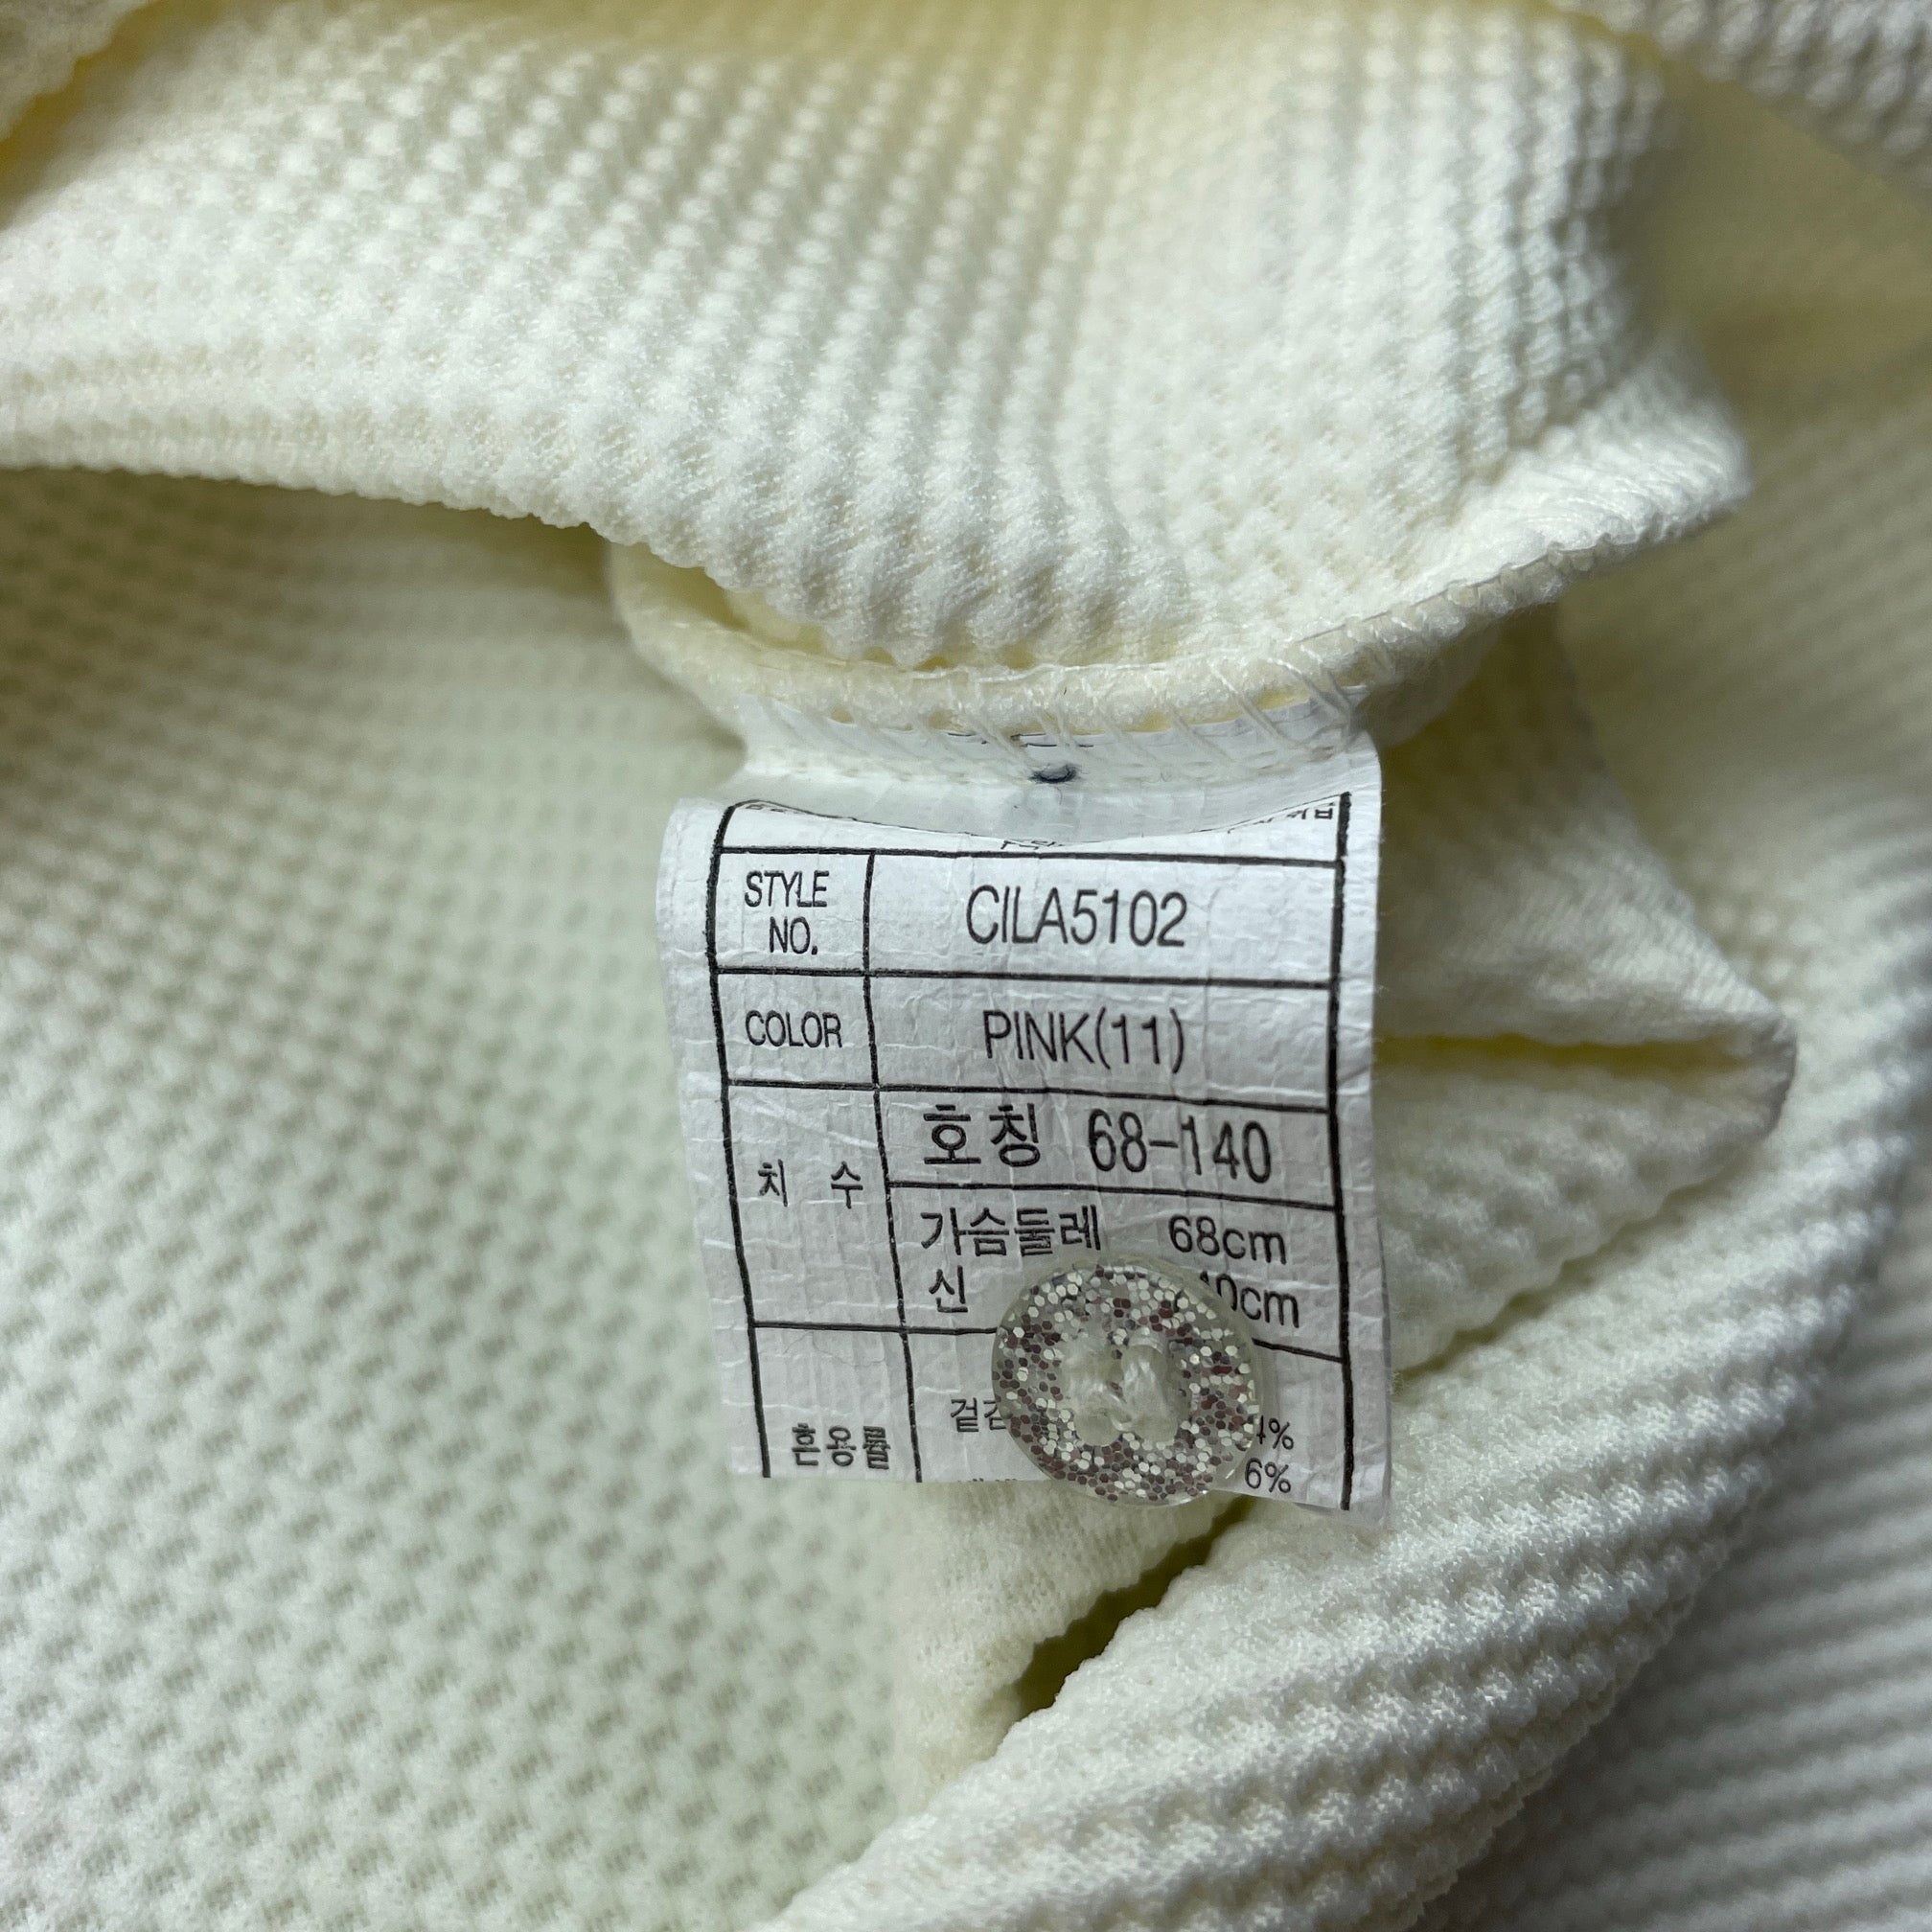 STYLE
NO.
CILA5102
COLOR
PINK(11)
치 수
호칭 68-140
가슴둘레 68cm
신
혼용률
6%